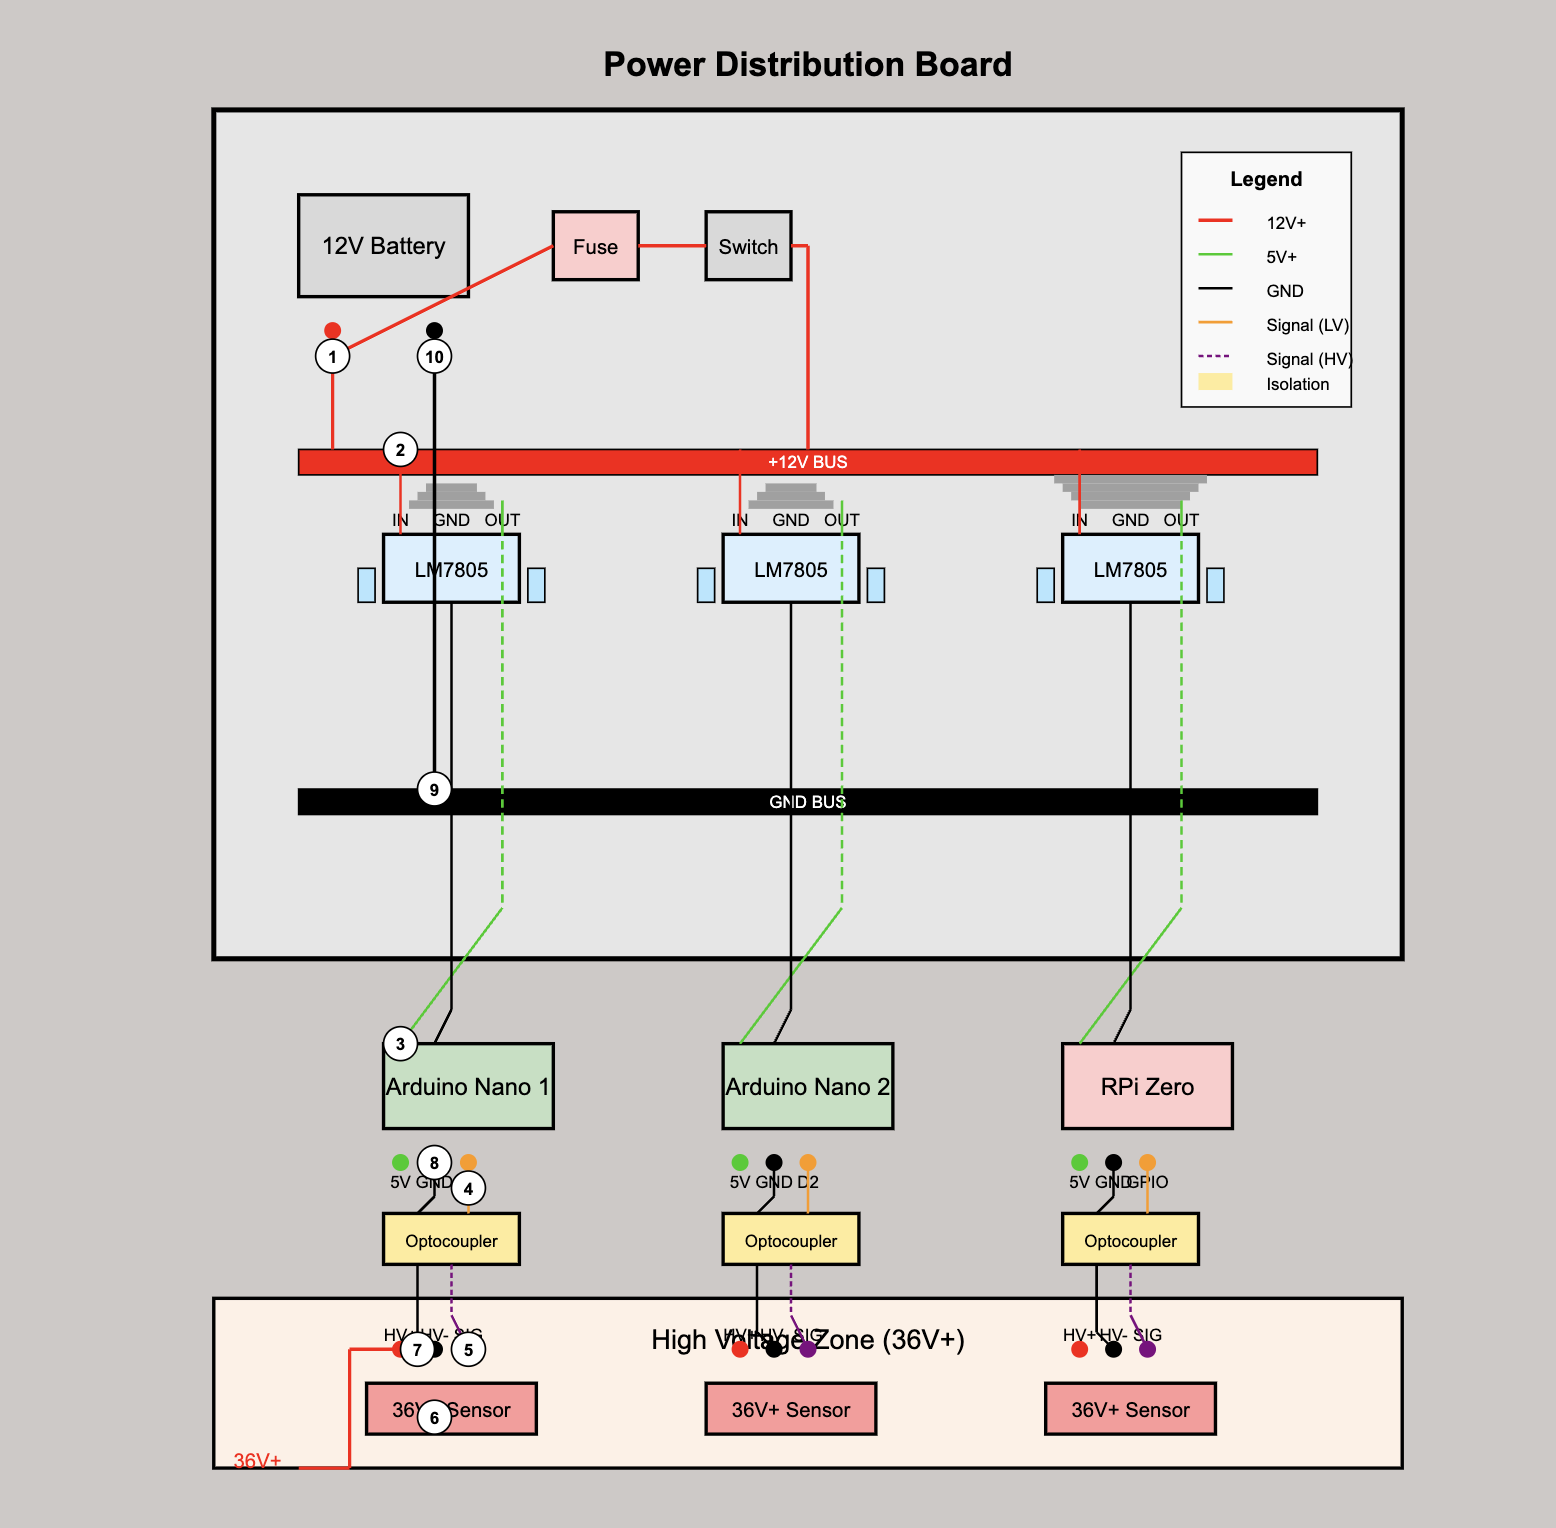 Power Distribution Board
Legend
12V+
5V+
GND
Signal (LV)
Signal (HV)
Isolation
12V Battery
Fuse
Switch
1
10
2
+12V BUS
IN GND OUT
IN GND OUT
IN GND OUT
LM7805
LM7805
LM7805
9
GND BUS
3
Arduino Nano 1
Arduino Nano 2
RPi Zero
8
5V GND
4
5V GND D2
5V GND GPIO
Optocoupler
Optocoupler
Optocoupler
High Voltage Zone (36V+)
HV+ HV- SIG
HV+ HV- SIG
HV+ HV- SIG
7
5
36V+ Sensor
6
36V+ Sensor
36V+ Sensor
36V+